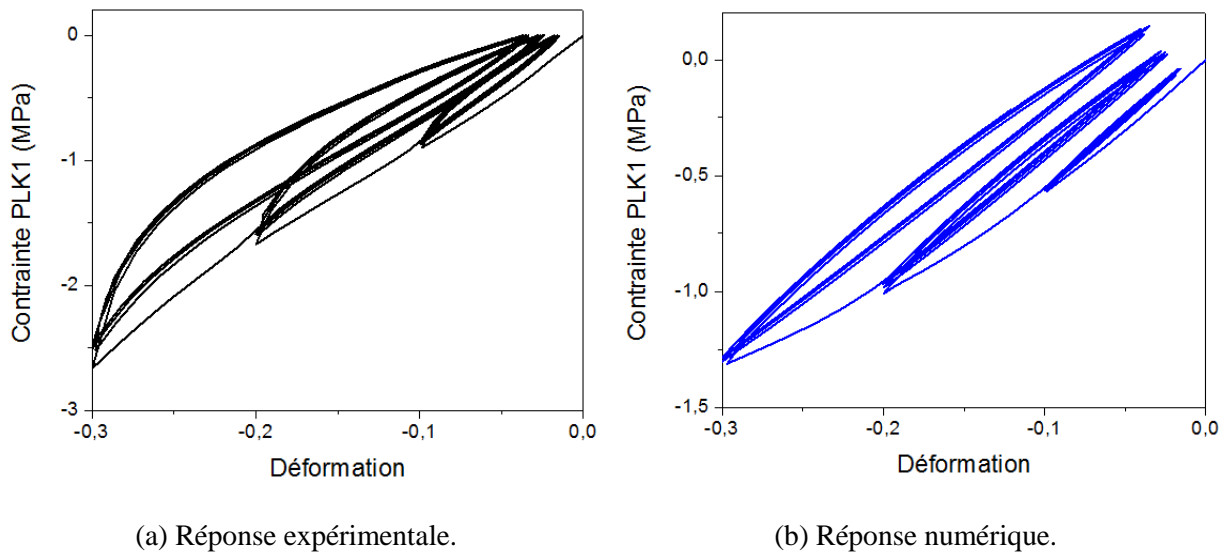 0
-1
-2
-3
-0,3
-0,2
-0,1
0,0
Contrainte PLK1 (MPa)
Déformation
(a) Réponse expérimentale.
0,0
-0,5
-1,0
-1,5
-0,3
-0,2
-0,1
0,0
Contrainte PLK1 (MPa)
Déformation
(b) Réponse numérique.